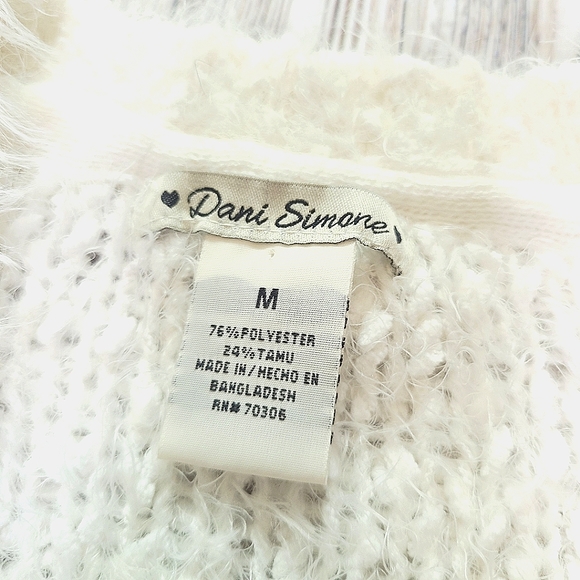 Dani Simone
M
76%POLYESTER
24%TAMU
MADE IN/HECHO EN
BANGLADESH
RN# 70306